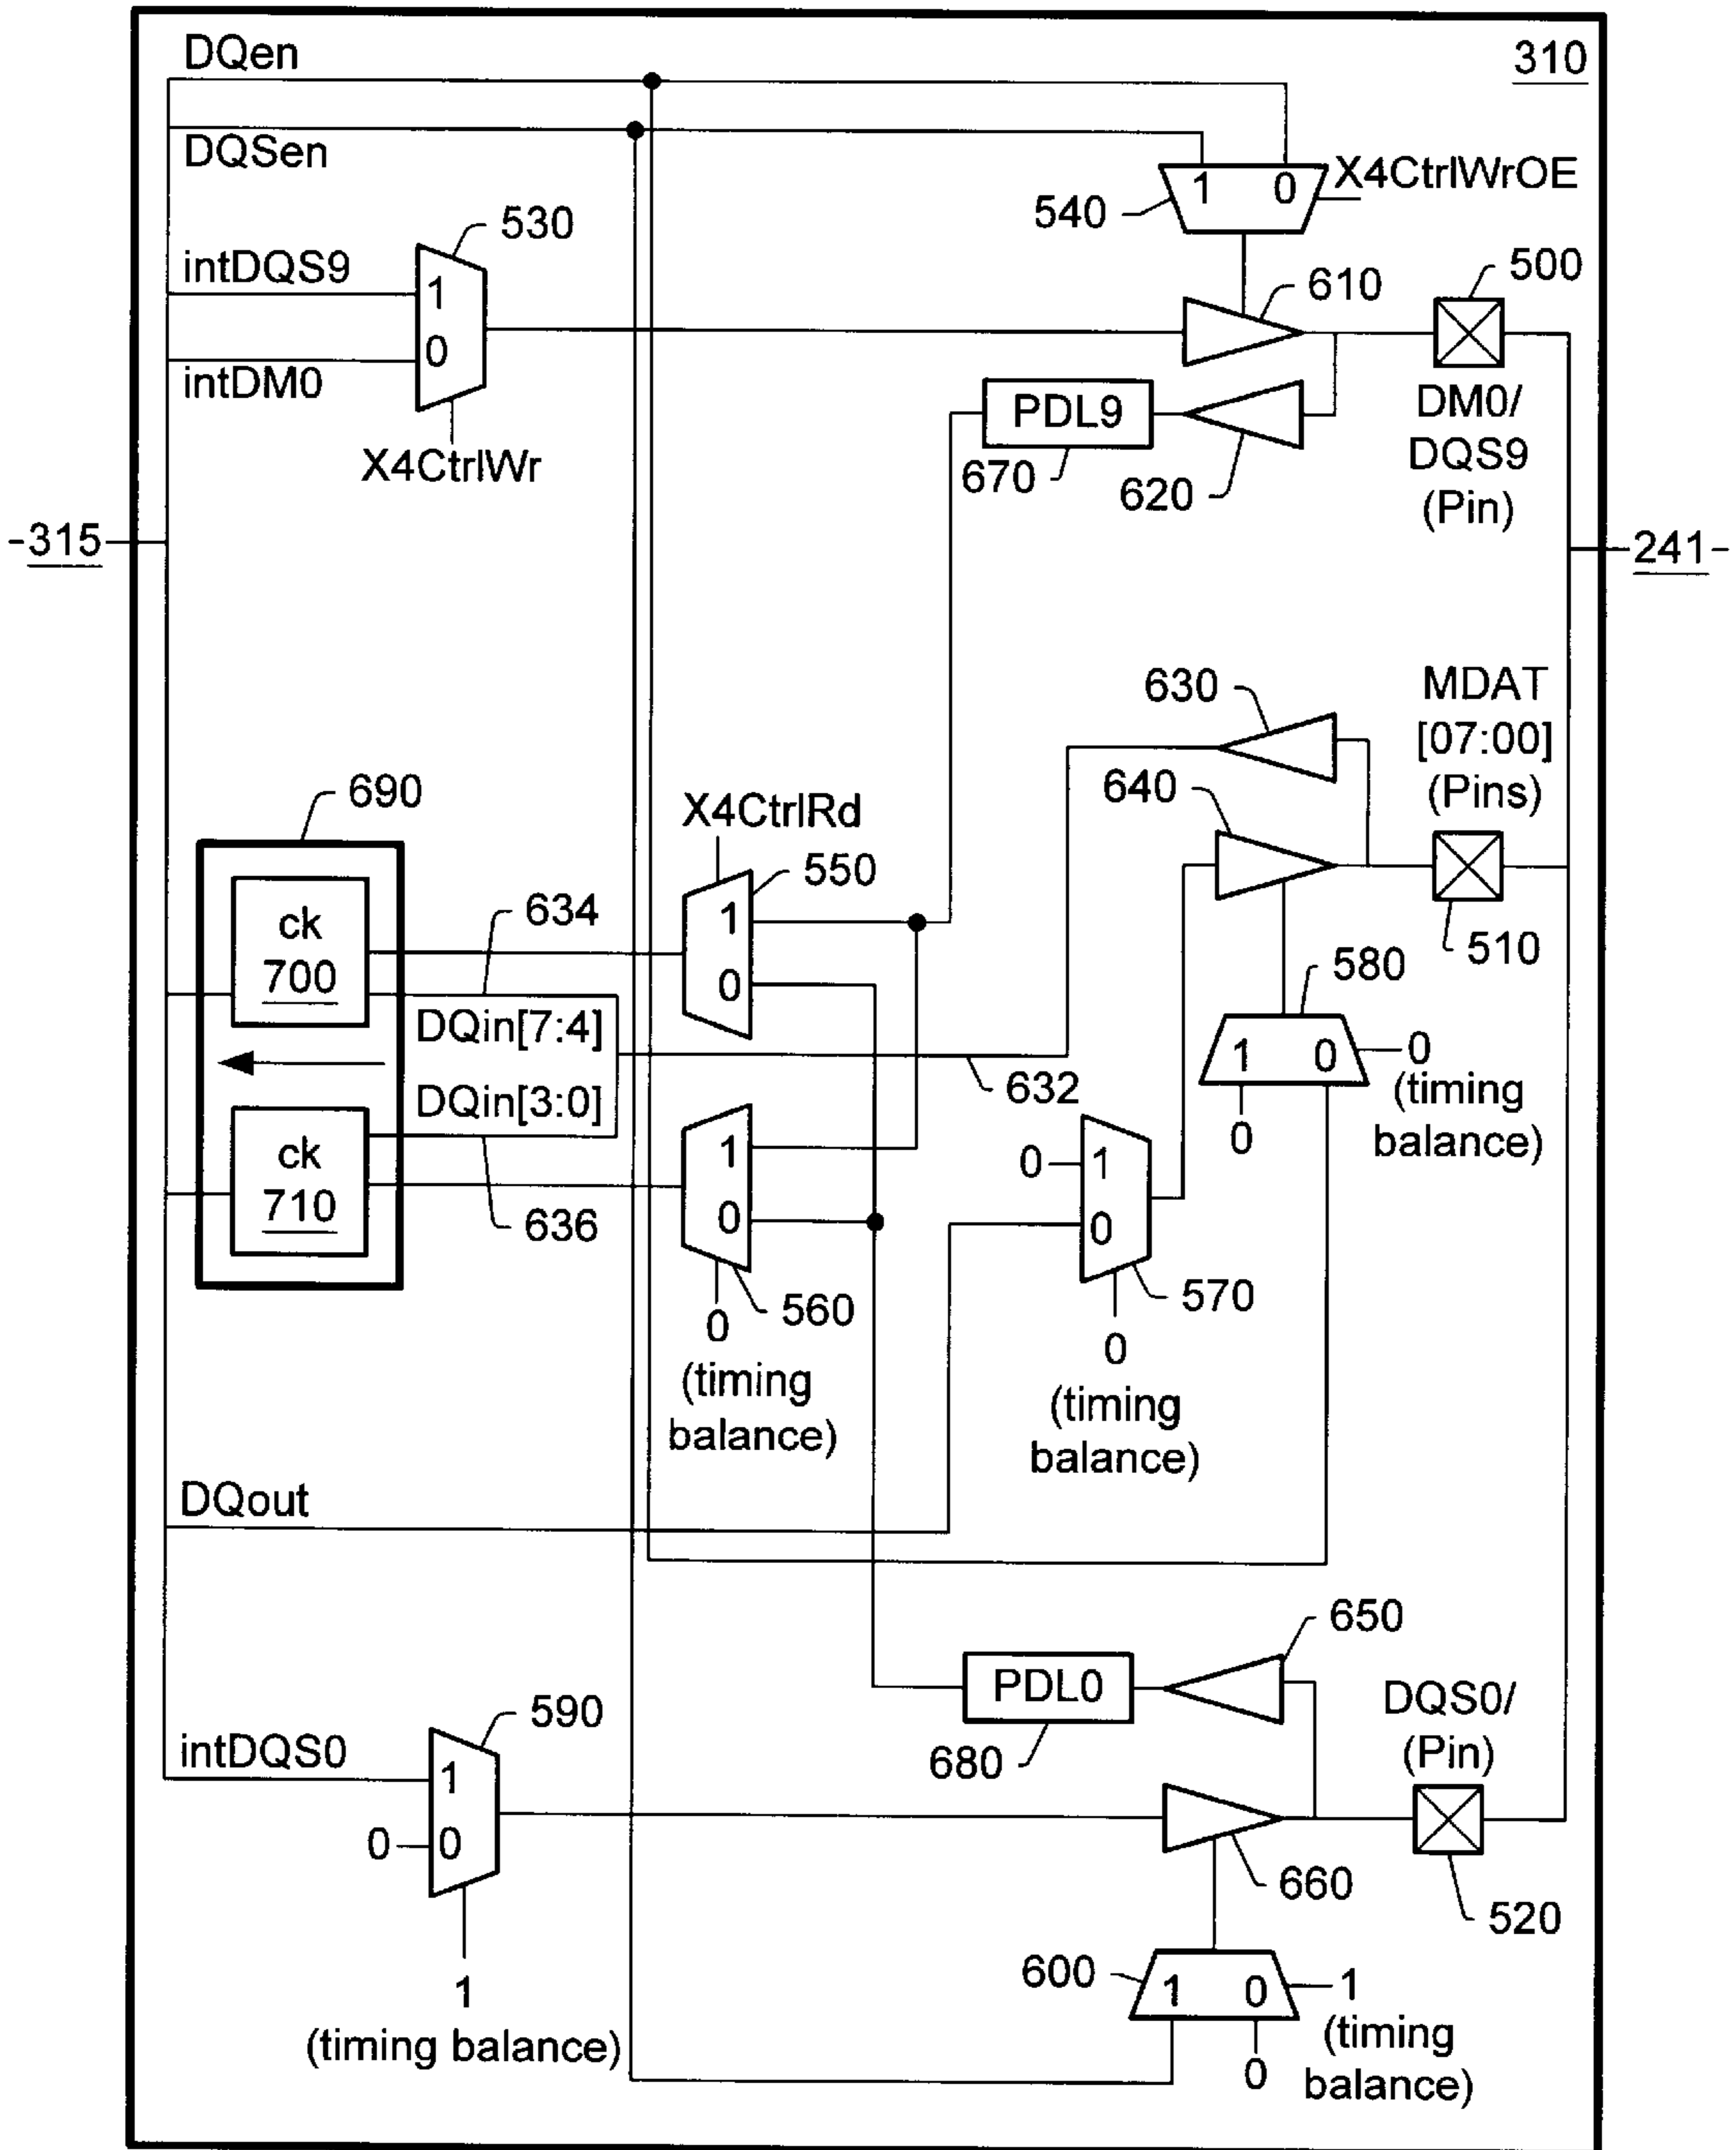 DQen
310
DQSen
1 0
X4CtrlWrOE
540
530
500
intDQS9
1
610
0
intDM0
PDL9
DM0/
DQS9
(Pin)
X4CtrlWr
670
620
-315
241-
630
MDAT
[07:00]
(Pins)
690
X4CtrlRd
640
550
ck
700
634
1
510
0
580
DQin[7:4]
1 0
0
(timing
balance)
632
DQin[3:0]
0
ck
710
1
0
1
636
0
0
560
570
0
(timing
balance)
0
(timing
balance)
DQout
650
PDL0
DQS0/
(Pin)
590
intDQS0
680
1
0
0
660
520
600
1 0
1
1
(timing balance)
(timing
balance)
0